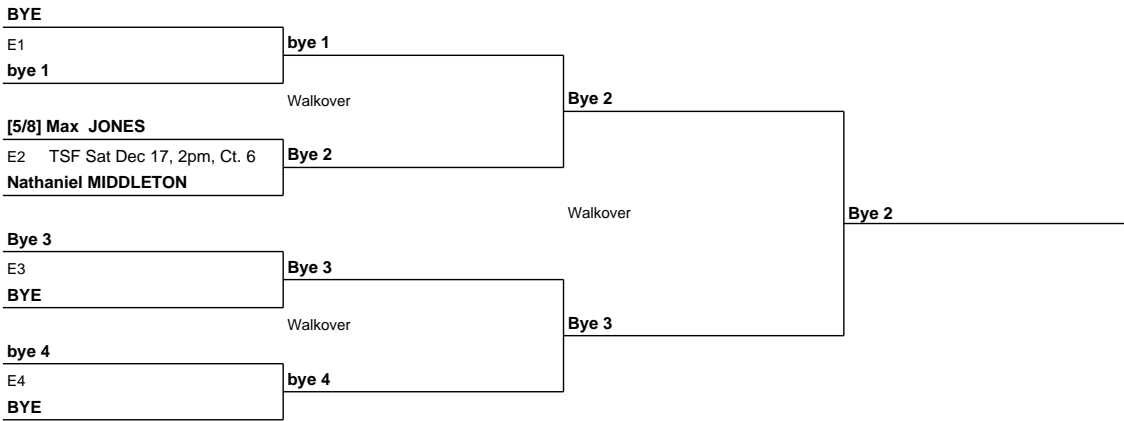 BYE
E1
bye 1
bye 1
Walkover
Bye 2
[5/8] Max JONES
E2 TSF Sat Dec 17, 2pm, Ct. 6
Bye 2
Nathaniel MIDDLETON
Walkover
Bye 2
Bye 3
E3
Bye 3
BYE
Walkover
Bye 3
bye 4
E4
bye 4
BYE